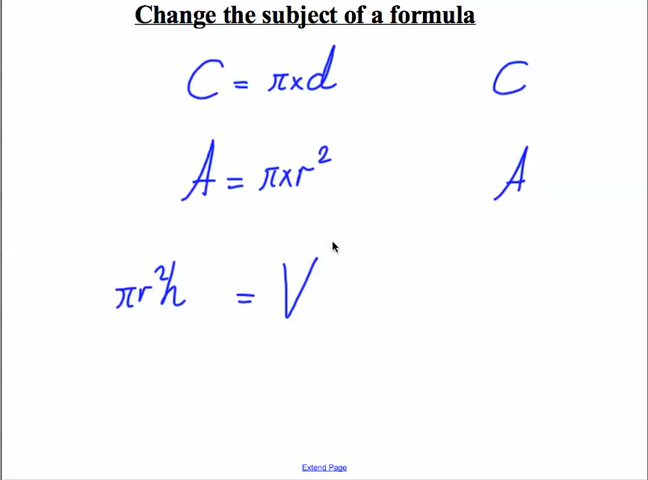 Change the subject of a formula
C = π×d C
A = π×r² A
πr²h = V
Extend Page